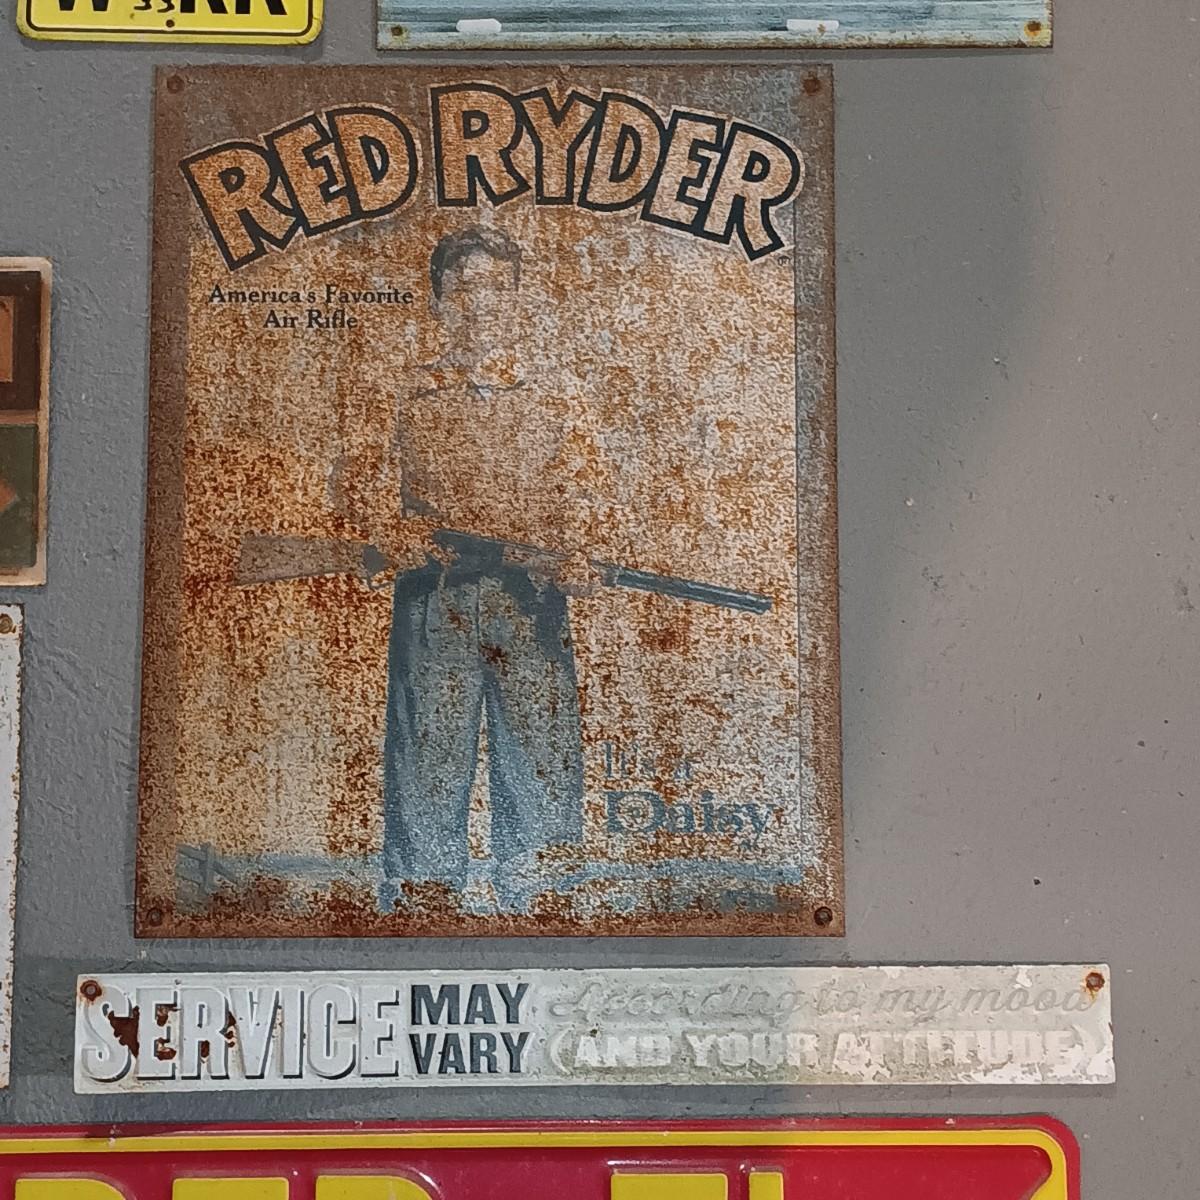 RED RYDER
America's Favorite
Air Rifle
It's a
Daisy
SERVICE MAY VARY According to my mood
(AND YOUR ATTITUDE)